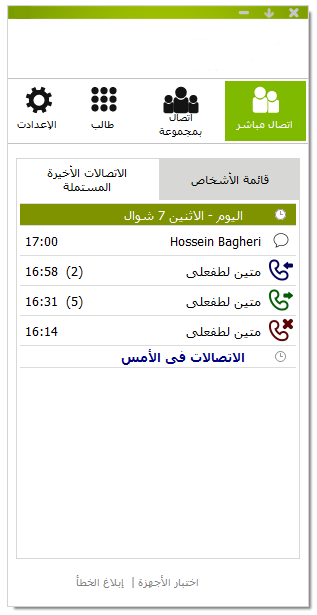 اتصال مباشر
اتصال
بمجموعة
طالب
الإعدادت
قائمة الأشخاص
الاتصالات الأخيرة
المستملة
اليوم - الاثنين 7 شوال
Hossein Bagheri 17:00
متين لطفعلى (2) 16:58
متين لطفعلى (5) 16:31
متين لطفعلى 16:14
الاتصالات فى الأمس
اختبار الأجهزة | إبلاغ الخطأ